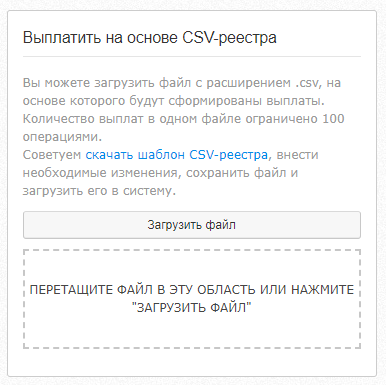 Выплатить на основе CSV-реестра
Вы можете загрузить файл с расширением .csv, на
основе которого будут сформированы выплаты.
Количество выплат в одном файле ограничено 100
операциями.
Советуем скачать шаблон CSV-реестра, внести
необходимые изменения, сохранить файл и
загрузить его в систему.
Загрузить файл
ПЕРЕТАЩИТЕ ФАЙЛ В ЭТУ ОБЛАСТЬ ИЛИ НАЖМИТЕ
"ЗАГРУЗИТЬ ФАЙЛ"